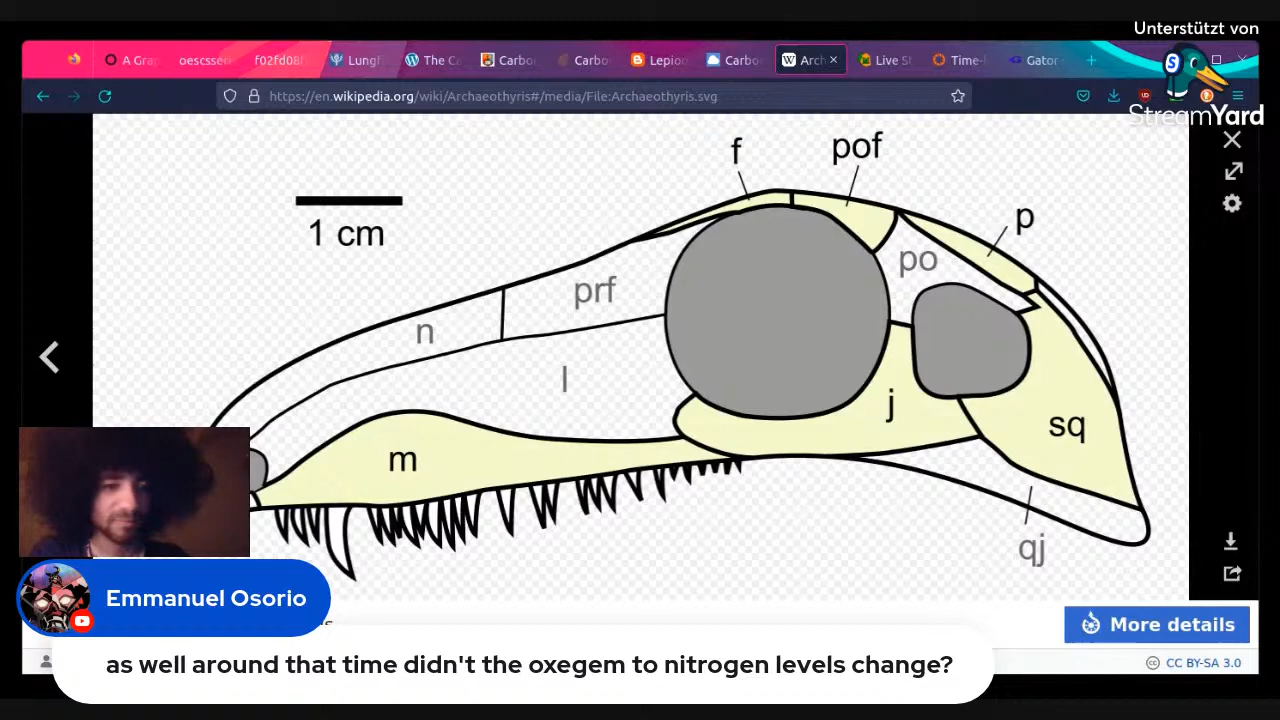 Unterstützt von
StreamYard
A Gra
oescsser
f02fd08
Lungf
The C
Carbo
Carbo
Lepio
Carbo
Arch
Live S
Time-
Gator
https://en.wikipedia.org/wiki/Archaeothyris#/media/File:Archaeothyris.svg
f
pof
1 cm
p
po
prf
n
l
j
sq
m
qj
Emmanuel Osorio
More details
as well around that time didn't the oxegem to nitrogen levels change?
CC BY-SA 3.0